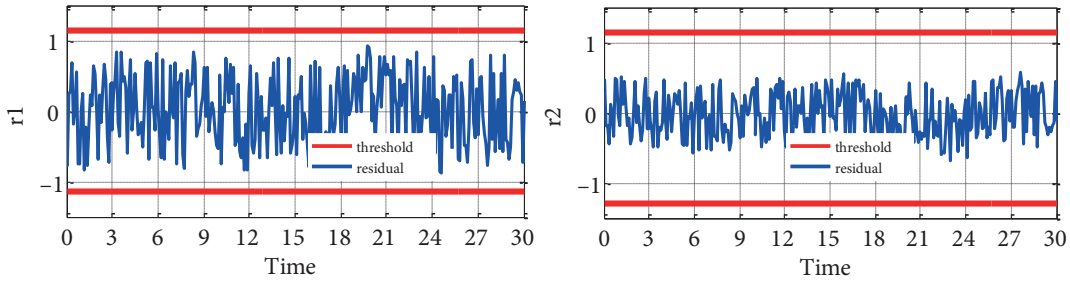 r1
1
0
−1
threshold
residual
0 3 6 9 12 15 18 21 24 27 30
Time
r2
1
0
−1
threshold
residual
0 3 6 9 12 15 18 21 24 27 30
Time